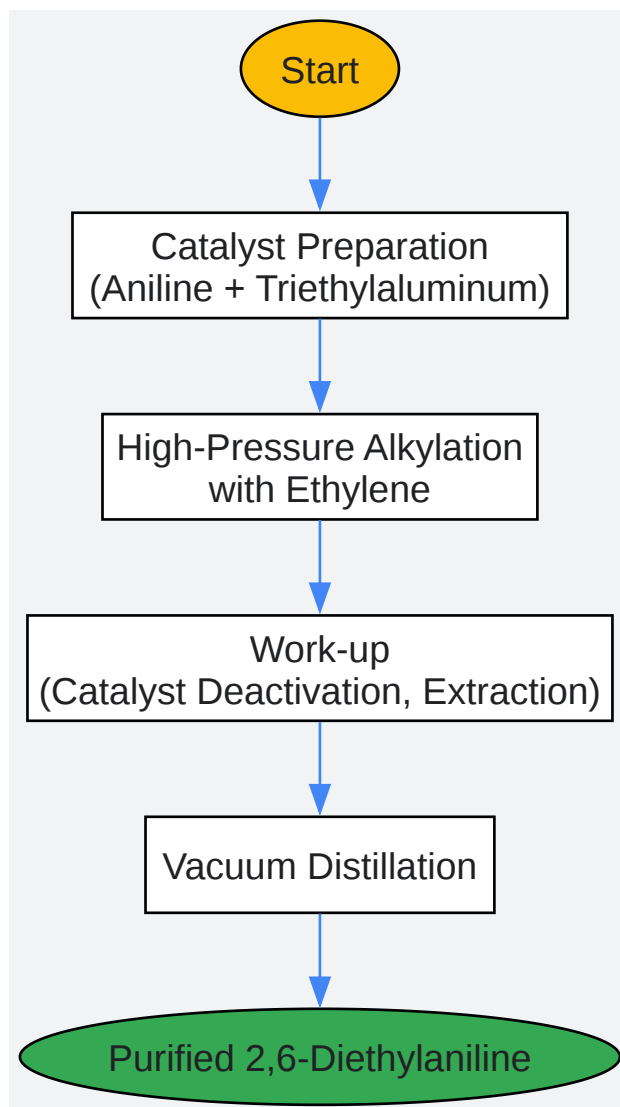 Start
Catalyst Preparation
(Aniline + Triethylaluminum)
High-Pressure Alkylation
with Ethylene
Work-up
(Catalyst Deactivation, Extraction)
Vacuum Distillation
Purified 2,6-Diethylaniline